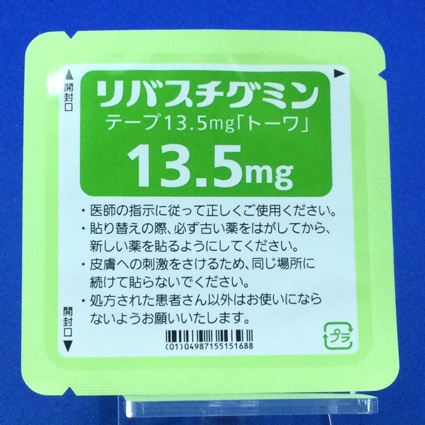 開封口
リバスチグミン
テープ13.5mg「トーワ」
13.5mg
・医師の指示に従って正しくご使用ください。
・貼り替えの際、必ず古い薬をはがしてから、
新しい薬を貼るようにしてください。
・皮膚への刺激をさけるため、同じ場所に
続けて貼らないでください。
・処方された患者さん以外はお使いになら
ないようお願いいたします。
開封口
(01)04987155151688
プラ